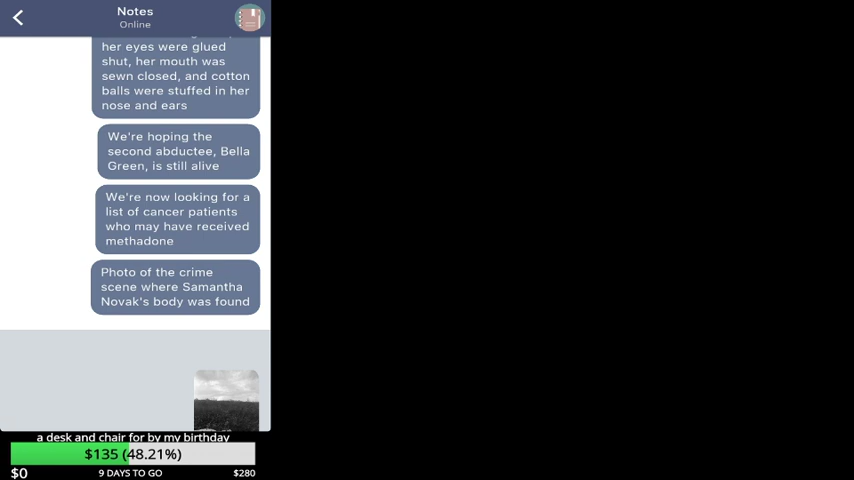 Notes
Online
her eyes were glued
shut, her mouth was
sewn closed, and cotton
balls were stuffed in her
nose and ears
We're hoping the
second abductee, Bella
Green, is still alive
We're now looking for a
list of cancer patients
who may have received
methadone
Photo of the crime
scene where Samantha
Novak's body was found
a desk and chair for by my birthday
$135 (48.21%)
$0 9 DAYS TO GO $280